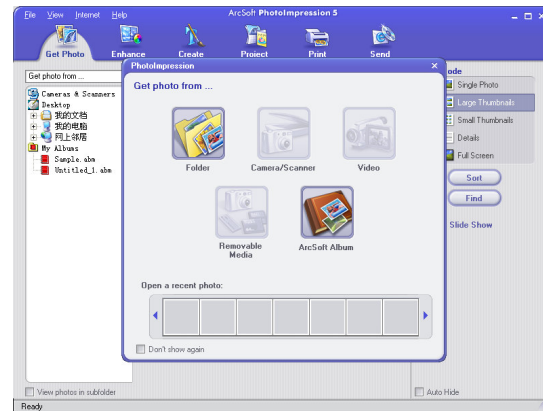 File View Internet Help
ArcSoft PhotoImpression 5
Get Photo Enhance Create Project Print Send
Get photo from ...
Cameras & Scanners
Desktop
我的文档
我的电脑
网上邻居
My Albums
Sample.abm
Untitled_1.abm
View photos in subfolder
Ready
PhotoImpression
Get photo from ...
Folder
Camera/Scanner
Video
Removable
Media
ArcSoft Album
Open a recent photo:
Don't show again
ode
Single Photo
Large Thumbnails
Small Thumbnails
Details
Full Screen
Sort
Find
Slide Show
Auto Hide